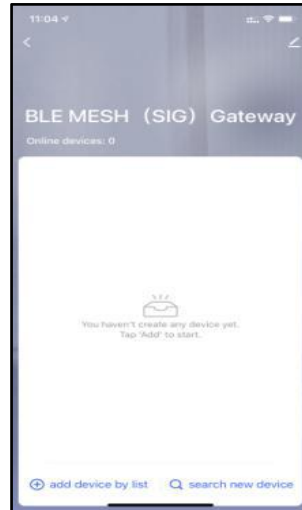 11:04
BLE MESH（SIG）Gateway
Online devices: 0
You haven't create any device yet.
Tap 'Add' to start.
add device by list search new device